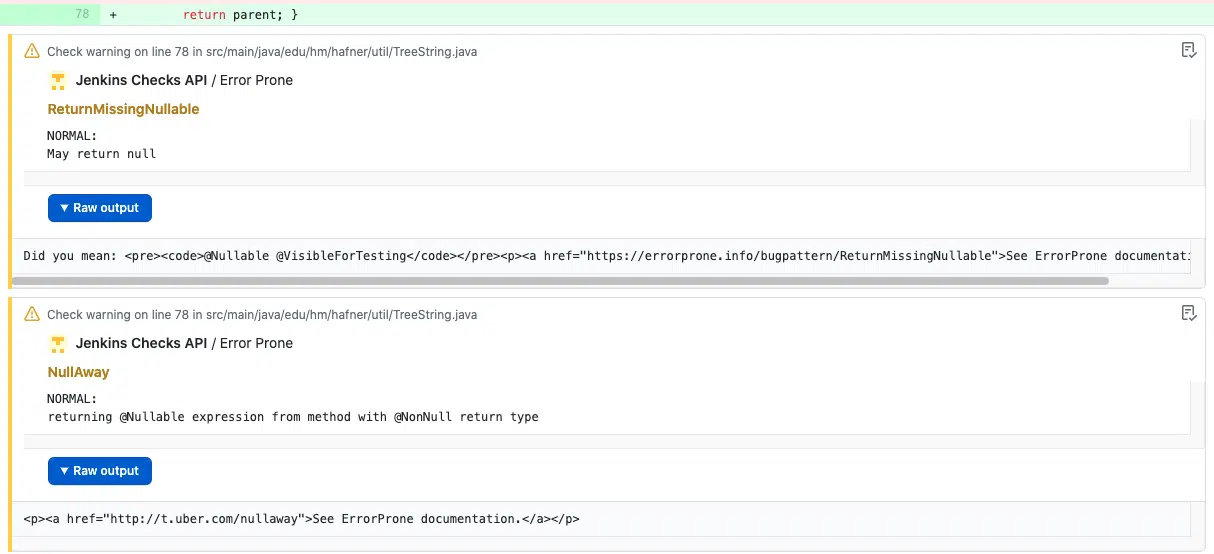 78 + return parent; }
Check warning on line 78 in src/main/java/edu/hm/hafner/util/TreeString.java
Jenkins Checks API / Error Prone
ReturnMissingNullable
NORMAL:
May return null
▼ Raw output
Did you mean: <pre><code>@Nullable @VisibleForTesting</code></pre><p><a href="https://errorprone.info/bugpattern/ReturnMissingNullable">See ErrorProne documentati
Check warning on line 78 in src/main/java/edu/hm/hafner/util/TreeString.java
Jenkins Checks API / Error Prone
NullAway
NORMAL:
returning @Nullable expression from method with @NonNull return type
▼ Raw output
<p><a href="http://t.uber.com/nullaway">See ErrorProne documentation.</a></p>